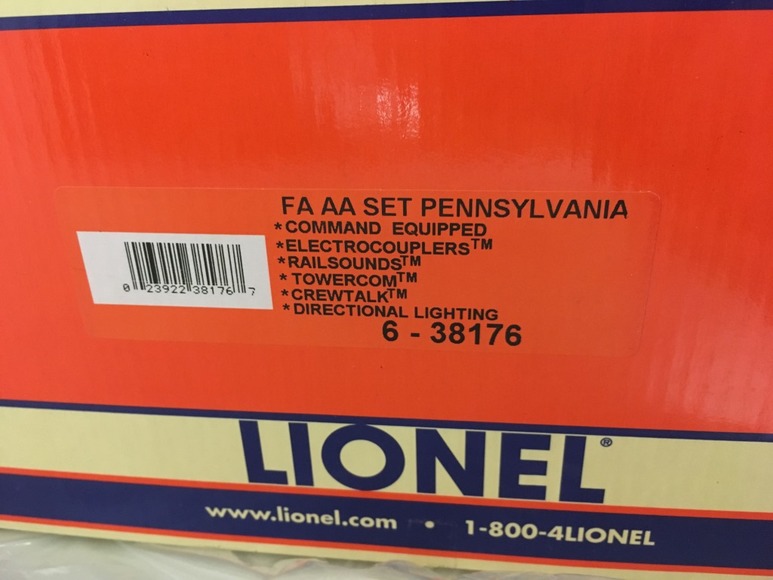 FA AA SET PENNSYLVANIA
*COMMAND EQUIPPED
*ELECTROCOUPLERS™
*RAILSOUNDS™
* TOWERCOM™
*CREWTALK™
*DIRECTIONAL LIGHTING
6 - 38176
0 23922 38176 7
LIONEL®
www.lionel.com • 1-800-4LIONEL